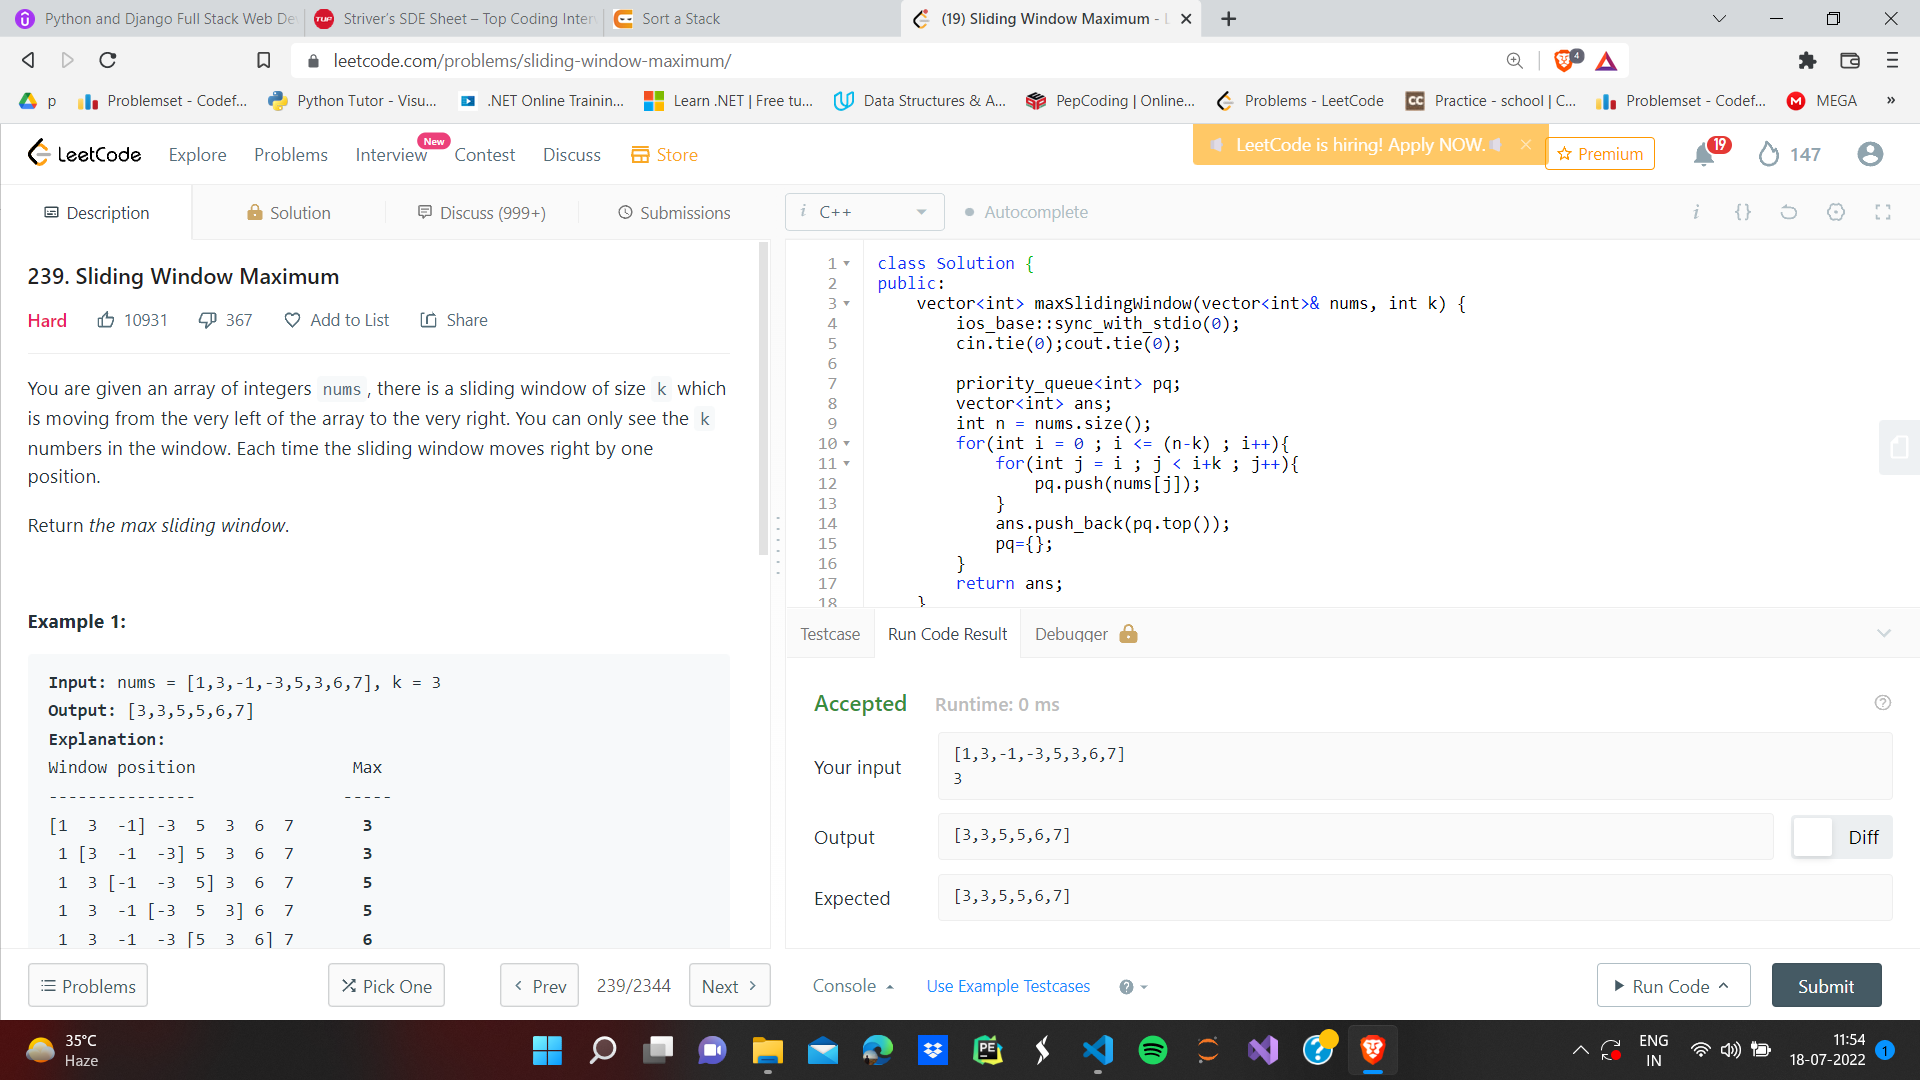 Python and Django Full Stack Web De
Striver's SDE Sheet – Top Coding Inter
Sort a Stack
(19) Sliding Window Maximum - L
leetcode.com/problems/sliding-window-maximum/
4
p
Problemset - Codef...
Python Tutor - Visu...
.NET Online Trainin...
Learn .NET | Free tu...
Data Structures & A...
PepCoding | Online...
Problems - LeetCode
Practice - school | C...
Problemset - Codef...
MEGA
»
LeetCode
Explore
Problems
Interview
New
Contest
Discuss
Store
LeetCode is hiring! Apply NOW.
Premium
19
147
Description
Solution
Discuss (999+)
Submissions
i C++
Autocomplete
239. Sliding Window Maximum
Hard
10931
367
Add to List
Share
You are given an array of integers nums , there is a sliding window of size k which
is moving from the very left of the array to the very right. You can only see the k
numbers in the window. Each time the sliding window moves right by one
position.
Return the max sliding window.
Example 1:
Input: nums = [1,3,-1,-3,5,3,6,7], k = 3
Output: [3,3,5,5,6,7]
Explanation:
Window position                Max
---------------               -----
[1  3  -1] -3  5  3  6  7       3
 1 [3  -1  -3] 5  3  6  7       3
 1  3 [-1  -3  5] 3  6  7       5
 1  3  -1 [-3  5  3] 6  7       5
 1  3  -1  -3 [5  3  6] 7       6
1 class Solution {
2 public:
3     vector<int> maxSlidingWindow(vector<int>& nums, int k) {
4         ios_base::sync_with_stdio(0);
5         cin.tie(0);cout.tie(0);
6
7         priority_queue<int> pq;
8         vector<int> ans;
9         int n = nums.size();
10         for(int i = 0 ; i <= (n-k) ; i++){
11             for(int j = i ; j < i+k ; j++){
12                 pq.push(nums[j]);
13             }
14             ans.push_back(pq.top());
15             pq={};
16         }
17         return ans;
18     }
Testcase
Run Code Result
Debugger
Accepted
Runtime: 0 ms
Your input
[1,3,-1,-3,5,3,6,7]
3
Output
[3,3,5,5,6,7]
Diff
Expected
[3,3,5,5,6,7]
Problems
Pick One
Prev
239/2344
Next
Console
Use Example Testcases
Run Code
Submit
35°C
Haze
ENG
IN
11:54
18-07-2022
1